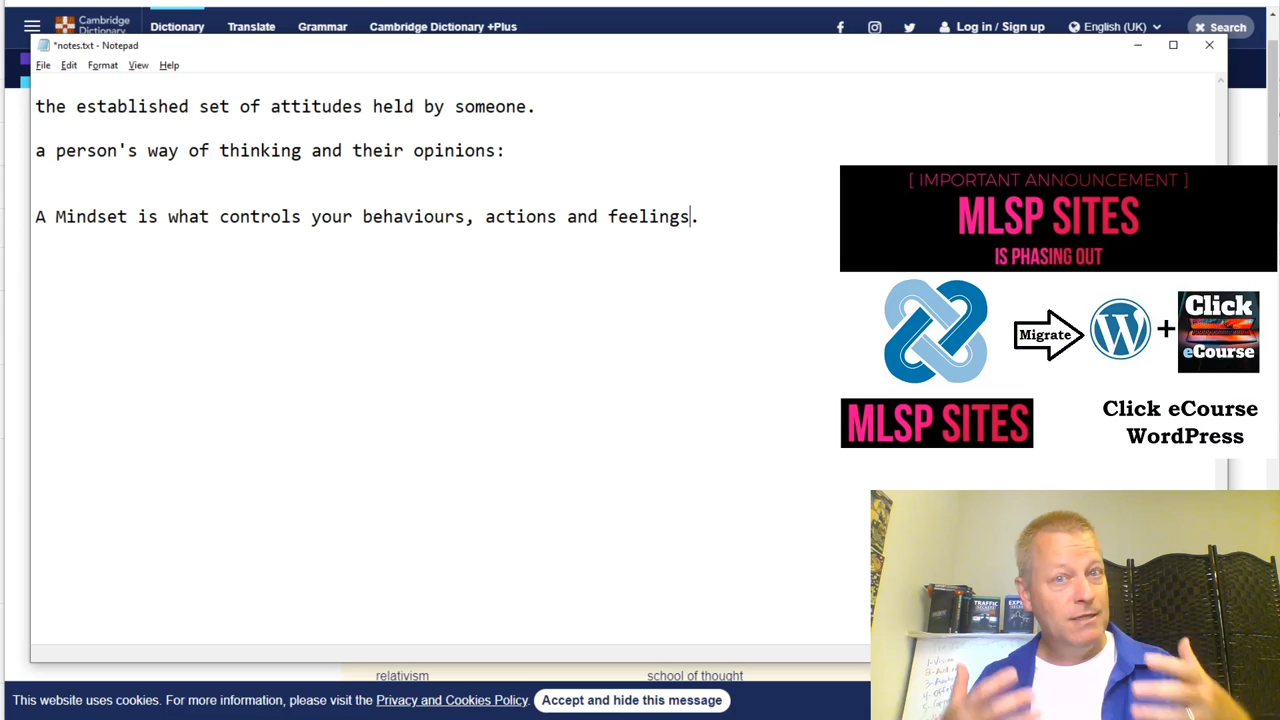 Cambridge
Dictionary
Dictionary
Translate
Grammar
Cambridge Dictionary +Plus
Log in / Sign up
English (UK)
Search
*notes.txt - Notepad
File Edit Format View Help
the established set of attitudes held by someone.
a person's way of thinking and their opinions:
A Mindset is what controls your behaviours, actions and feelings.
[ IMPORTANT ANNOUNCEMENT ]
MLSP SITES
IS PHASING OUT
Migrate
+
Click
eCourse
MLSP SITES
Click eCourse
WordPress
TRAFFIC
SECRETS
1-Vision
relativism
school of thought
This website uses cookies. For more information, please visit the Privacy and Cookies Policy.
Accept and hide this message